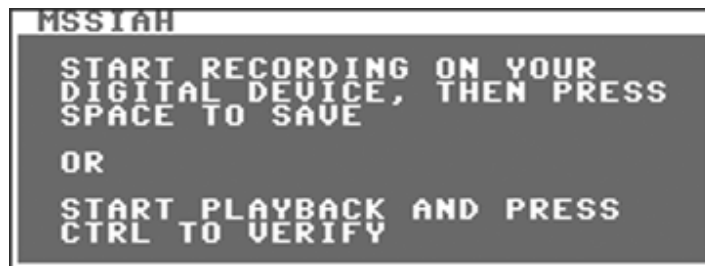 MSSIAH
START RECORDING ON YOUR
DIGITAL DEVICE, THEN PRESS
SPACE TO SAVE
OR
START PLAYBACK AND PRESS
CTRL TO VERIFY